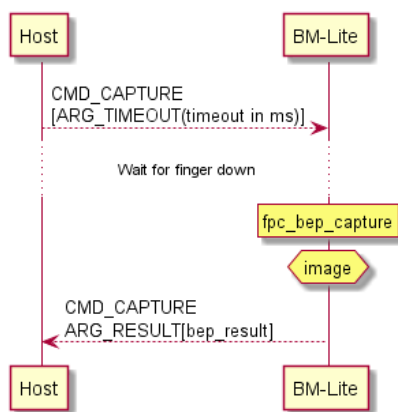 Host
BM-Lite
CMD_CAPTURE
[ARG_TIMEOUT(timeout in ms)]
Wait for finger down
fpc_bep_capture
image
CMD_CAPTURE
ARG_RESULT[bep_result]
Host
BM-Lite